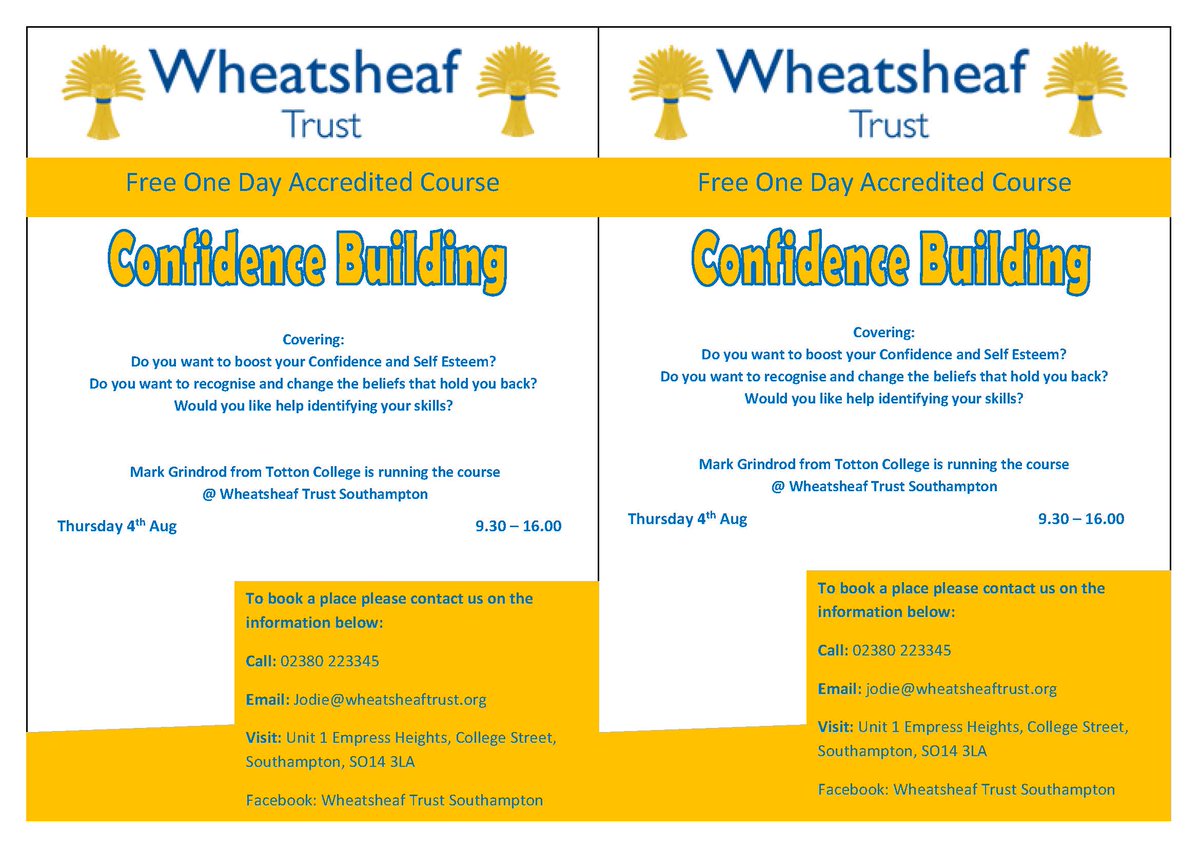 Wheatsheaf
Trust
Free One Day Accredited Course
Confidence Building
Covering:
Do you want to boost your Confidence and Self Esteem?
Do you want to recognise and change the beliefs that hold you back?
Would you like help identifying your skills?
Mark Grindrod from Totton College is running the course
@ Wheatsheaf Trust Southampton
Thursday 4th Aug 9.30 – 16.00
To book a place please contact us on the
information below:
Call: 02380 223345
Email: Jodie@wheatsheaftrust.org
Visit: Unit 1 Empress Heights, College Street,
Southampton, SO14 3LA
Facebook: Wheatsheaf Trust Southampton
Wheatsheaf
Trust
Free One Day Accredited Course
Confidence Building
Covering:
Do you want to boost your Confidence and Self Esteem?
Do you want to recognise and change the beliefs that hold you back?
Would you like help identifying your skills?
Mark Grindrod from Totton College is running the course
@ Wheatsheaf Trust Southampton
Thursday 4th Aug 9.30 – 16.00
To book a place please contact us on the
information below:
Call: 02380 223345
Email: jodie@wheatsheaftrust.org
Visit: Unit 1 Empress Heights, College Street,
Southampton, SO14 3LA
Facebook: Wheatsheaf Trust Southampton